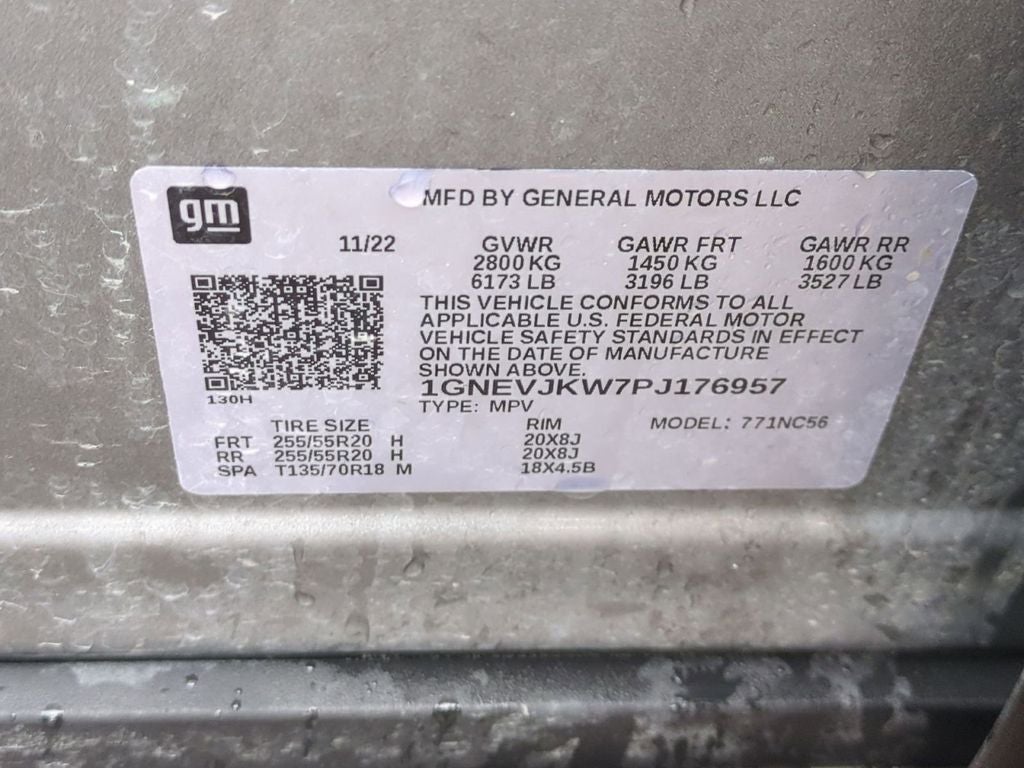 gm
MFD BY GENERAL MOTORS LLC
11/22 GVWR GAWR FRT GAWR RR
2800 KG 1450 KG 1600 KG
6173 LB 3196 LB 3527 LB
THIS VEHICLE CONFORMS TO ALL
APPLICABLE U.S. FEDERAL MOTOR
VEHICLE SAFETY STANDARDS IN EFFECT
ON THE DATE OF MANUFACTURE
SHOWN ABOVE.
1GNEVJKW7PJ176957
130H
TYPE: MPV
TIRE SIZE RIM MODEL: 771NC56
FRT 255/55R20 H 20X8J
RR 255/55R20 H 20X8J
SPA T135/70R18 M 18X4.5B